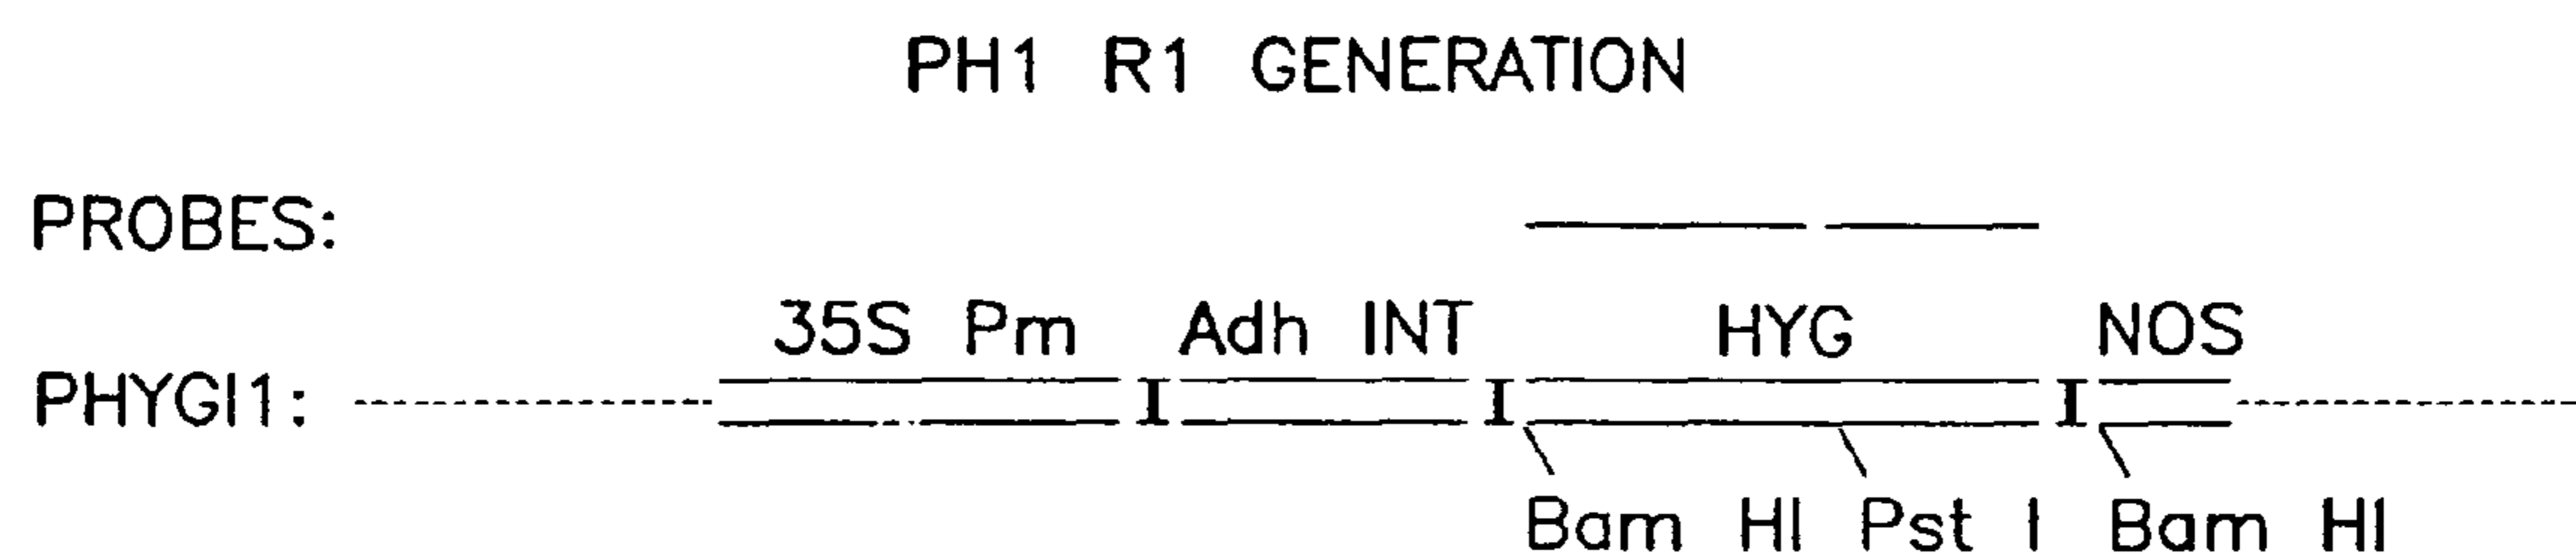 PH1 R1 GENERATION
PROBES:
35S Pm Adh INT HYG NOS
PHYGI1:
Bam HI Pst I Bam HI